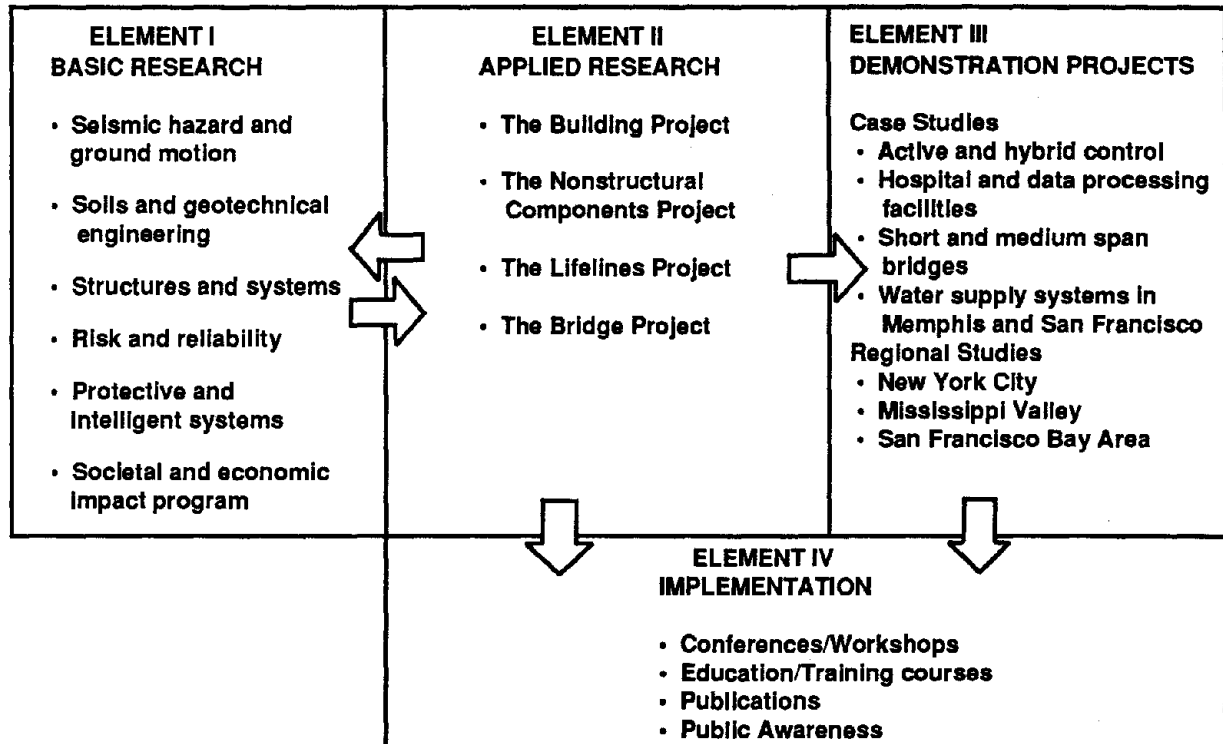 ELEMENT I
BASIC RESEARCH
• Seismic hazard and
ground motion
• Soils and geotechnical
engineering
• Structures and systems
• Risk and reliability
• Protective and
intelligent systems
• Societal and economic
impact program
ELEMENT II
APPLIED RESEARCH
• The Building Project
• The Nonstructural
Components Project
• The Lifelines Project
• The Bridge Project
ELEMENT III
DEMONSTRATION PROJECTS
Case Studies
• Active and hybrid control
• Hospital and data processing
facilities
• Short and medium span
bridges
• Water supply systems in
Memphis and San Francisco
Regional Studies
• New York City
• Mississippi Valley
• San Francisco Bay Area
ELEMENT IV
IMPLEMENTATION
• Conferences/Workshops
• Education/Training courses
• Publications
• Public Awareness